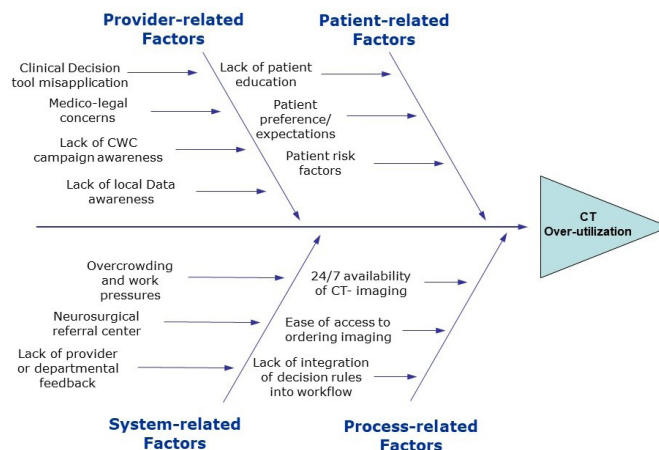 Provider-related
Factors
Patient-related
Factors
Clinical Decision
tool misapplication
Medico-legal
concerns
Lack of CWC
campaign awareness
Lack of local Data
awareness
Lack of patient
education
Patient
preference/
expectations
Patient risk
factors
CT
Over-utilization
Overcrowding
and work
pressures
Neurosurgical
referral center
Lack of provider
or departmental
feedback
24/7 availability
of CT- imaging
Ease of access to
ordering imaging
Lack of integration
of decision rules
into workflow
System-related
Factors
Process-related
Factors